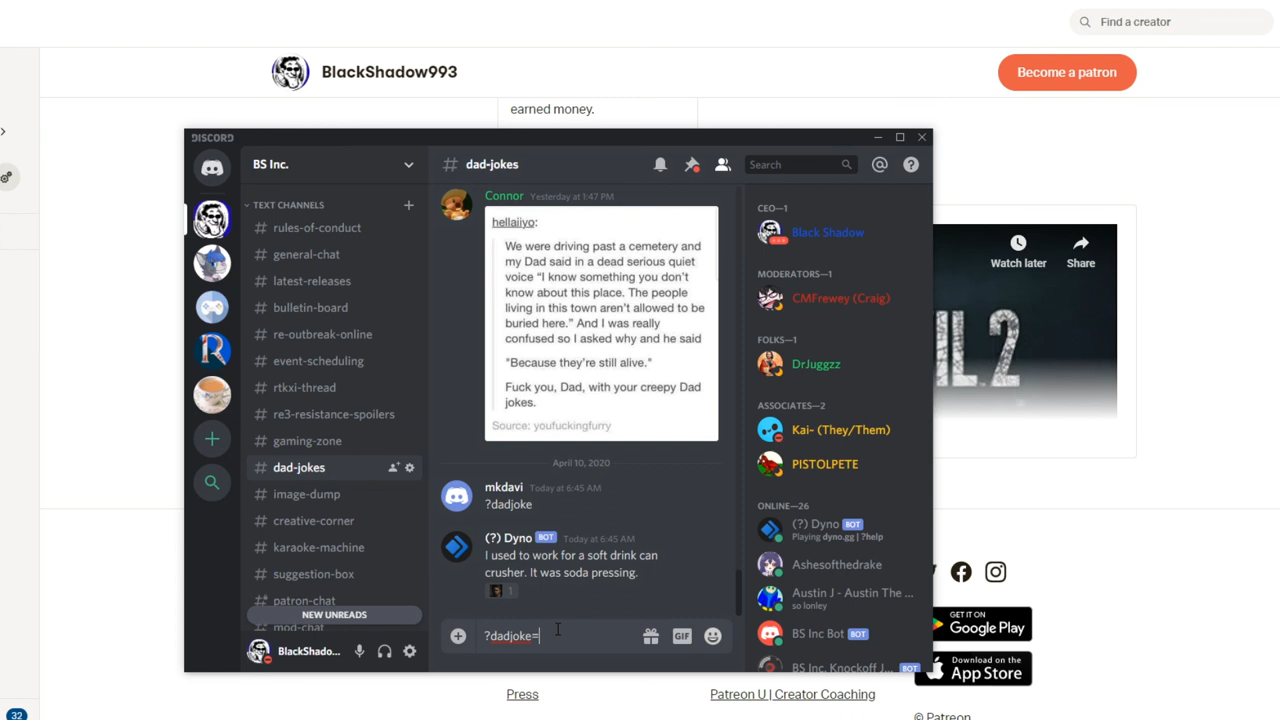 Find a creator
BlackShadow993
Become a patron
earned money.
DISCORD
BS Inc.
TEXT CHANNELS
rules-of-conduct
general-chat
latest-releases
bulletin-board
re-outbreak-online
event-scheduling
rtkxi-thread
re3-resistance-spoilers
gaming-zone
dad-jokes
image-dump
creative-corner
karaoke-machine
suggestion-box
patron-chat
NEW UNREADS
mod-chat
BlackShado...
# dad-jokes
Search
Connor Yesterday at 1:47 PM
hellaiiyo:
We were driving past a cemetery and
my Dad said in a dead serious quiet
voice “I know something you don’t
know about this place. The people
living in this town aren’t allowed to be
buried here.” And I was really
confused so I asked why and he said
"Because they’re still alive."
Fuck you, Dad, with your creepy Dad
jokes.
Source: youfuckingfurry
April 10, 2020
mkdavi Today at 6:45 AM
?dadjoke
(?) Dyno BOT Today at 6:45 AM
I used to work for a soft drink can
crusher. It was soda pressing.
1
?dadjoke=
GIF
CEO—1
Black Shadow
MODERATORS—1
CMFrewey (Craig)
FOLKS—1
DrJuggzz
ASSOCIATES—2
Kai- (They/Them)
PISTOLPETE
ONLINE—26
(?) Dyno BOT
Playing dyno.gg | ?help
Ashesofthedrake
Austin J - Austin The ...
so lonley
BS Inc Bot BOT
BS Inc. Knockoff J... BOT
Watch later
Share
IL 2
GET IT ON
Google Play
Download on the
App Store
Press
Patreon U | Creator Coaching
© Patreon
32